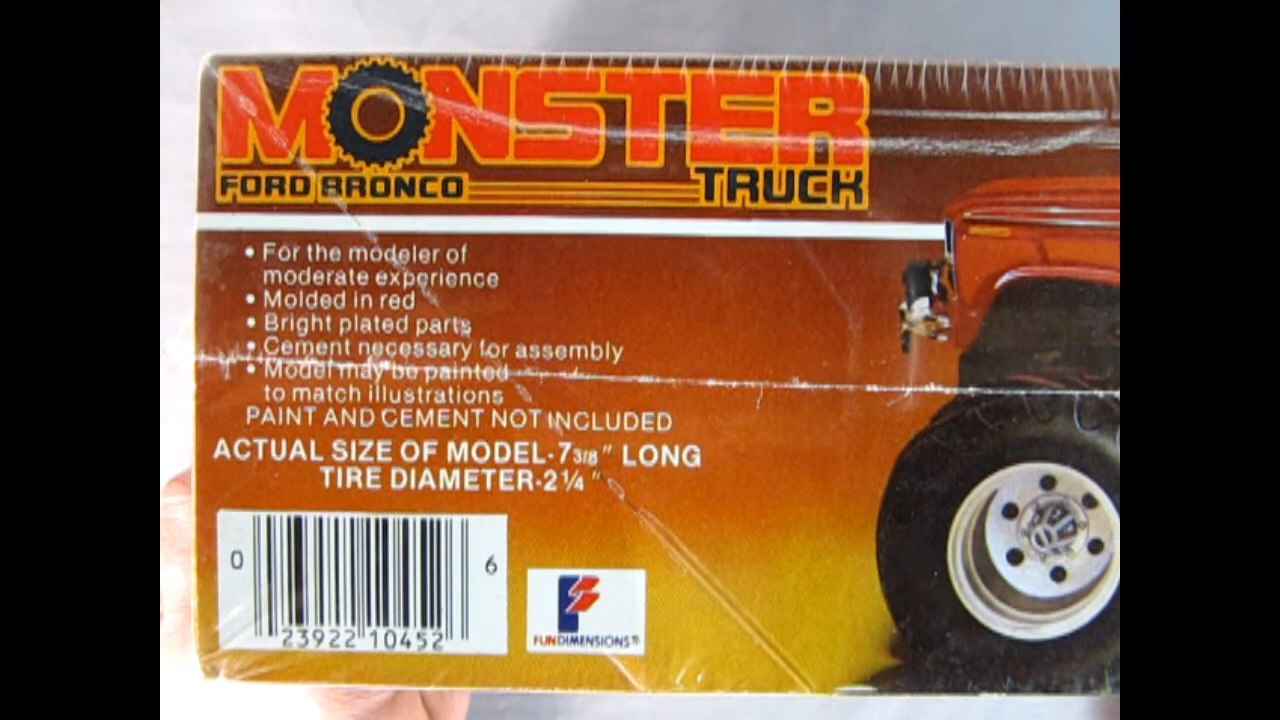 MONSTER
FORD BRONCO TRUCK
• For the modeler of
moderate experience
• Molded in red
• Bright plated parts
• Cement necessary for assembly
• Model may be painted
to match illustrations
PAINT AND CEMENT NOT INCLUDED
ACTUAL SIZE OF MODEL-7 3/8" LONG
TIRE DIAMETER-2 1/4"
0 23922 10452 6
FUNDIMENSIONS®